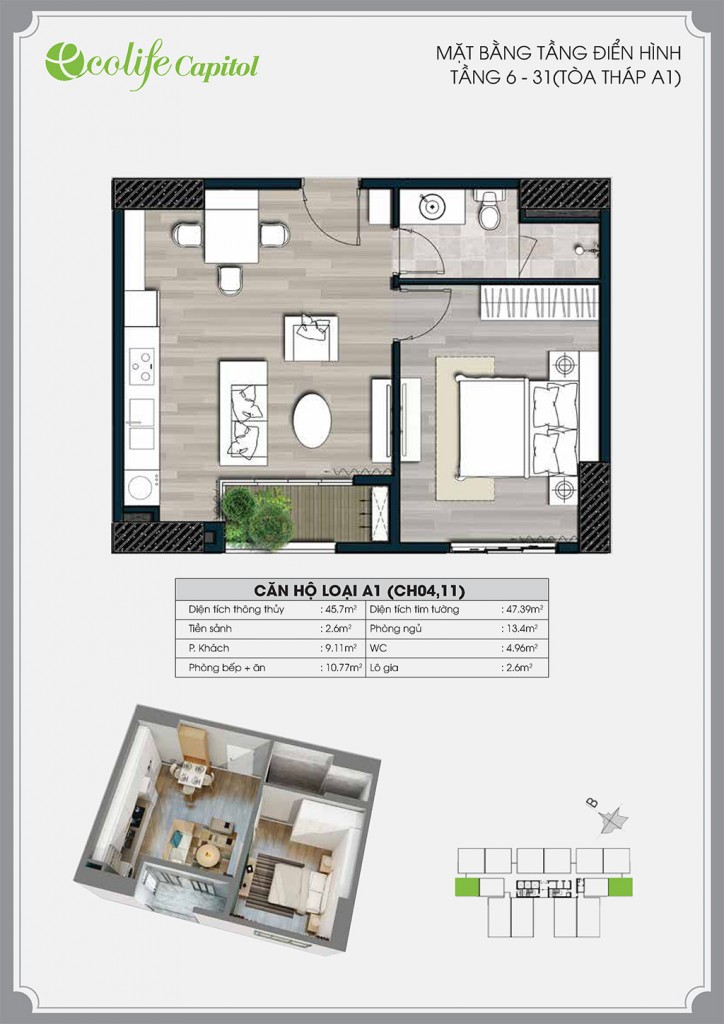 ecolife Capitol
MẶT BẰNG TẦNG ĐIỂN HÌNH
TẦNG 6 - 31(TÒA THÁP A1)
CĂN HỘ LOẠI A1 (CH04,11)
Diện tích thông thủy : 45.7m² Diện tích tim tường : 47.39m²
Tiền sảnh : 2.6m² Phòng ngủ : 13.4m²
P. Khách : 9.11m² WC : 4.96m²
Phòng bếp + ăn : 10.77m² Lô gia : 2.6m²
B